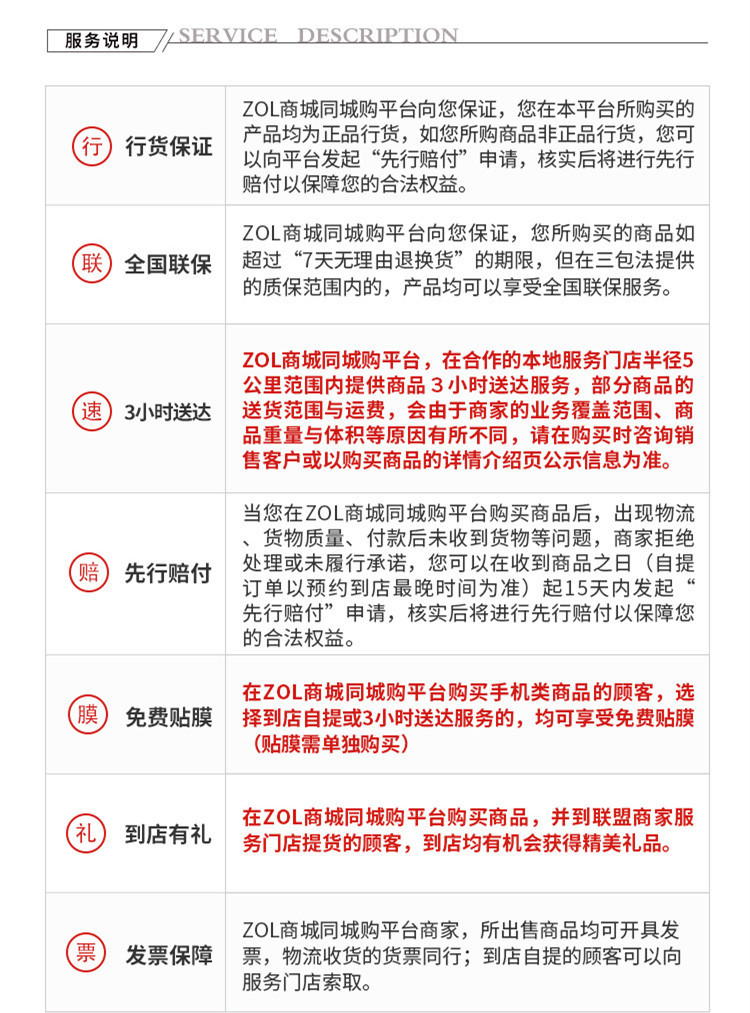 服务说明
SERVICE DESCRIPTION
行
行货保证
ZOL商城同城购平台向您保证，您在本平台所购买的
产品均为正品行货，如您所购商品非正品行货，您可
以向平台发起“先行赔付”申请，核实后将进行先行
赔付以保障您的合法权益。
联
全国联保
ZOL商城同城购平台向您保证，您所购买的商品如
超过“7天无理由退换货”的期限，但在三包法提供
的质保范围内的，产品均可以享受全国联保服务。
速
3小时送达
ZOL商城同城购平台，在合作的本地服务门店半径5
公里范围内提供商品３小时送达服务，部分商品的
送货范围与运费，会由于商家的业务覆盖范围、商
品重量与体积等原因有所不同，请在购买时咨询销
售客户或以购买商品的详情介绍页公示信息为准。
赔
先行赔付
当您在ZOL商城同城购平台购买商品后，出现物流
、货物质量、付款后未收到货物等问题，商家拒绝
处理或未履行承诺，您可以在收到商品之日（自提
订单以预约到店最晚时间为准）起15天内发起“
先行赔付”申请，核实后将进行先行赔付以保障您
的合法权益。
膜
免费贴膜
在ZOL商城同城购平台购买手机类商品的顾客，选
择到店自提或3小时送达服务的，均可享受免费贴膜
（贴膜需单独购买）
礼
到店有礼
在ZOL商城同城购平台购买商品，并到联盟商家服
务门店提货的顾客，到店均有机会获得精美礼品。
票
发票保障
ZOL商城同城购平台商家，所出售商品均可开具发
票，物流收货的货票同行；到店自提的顾客可以向
服务门店索取。